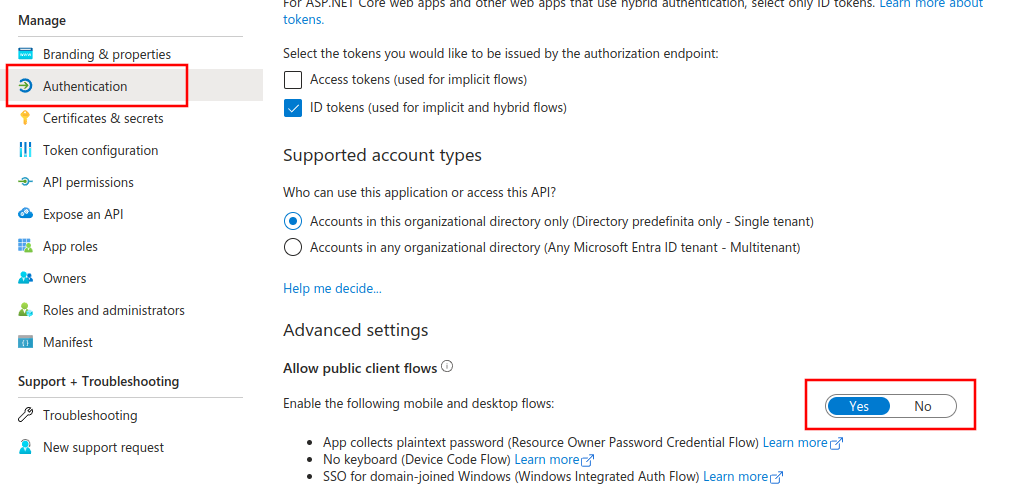 Manage
Branding & properties
Authentication
Certificates & secrets
Token configuration
API permissions
Expose an API
App roles
Owners
Roles and administrators
Manifest
Support + Troubleshooting
Troubleshooting
New support request
For ASP.NET Core web apps and other web apps that use hybrid authentication, select only ID tokens. Learn more about
tokens.
Select the tokens you would like to be issued by the authorization endpoint:
Access tokens (used for implicit flows)
ID tokens (used for implicit and hybrid flows)
Supported account types
Who can use this application or access this API?
Accounts in this organizational directory only (Directory predefinita only - Single tenant)
Accounts in any organizational directory (Any Microsoft Entra ID tenant - Multitenant)
Help me decide...
Advanced settings
Allow public client flows
Enable the following mobile and desktop flows: Yes No
• App collects plaintext password (Resource Owner Password Credential Flow) Learn more
• No keyboard (Device Code Flow) Learn more
• SSO for domain-joined Windows (Windows Integrated Auth Flow) Learn more